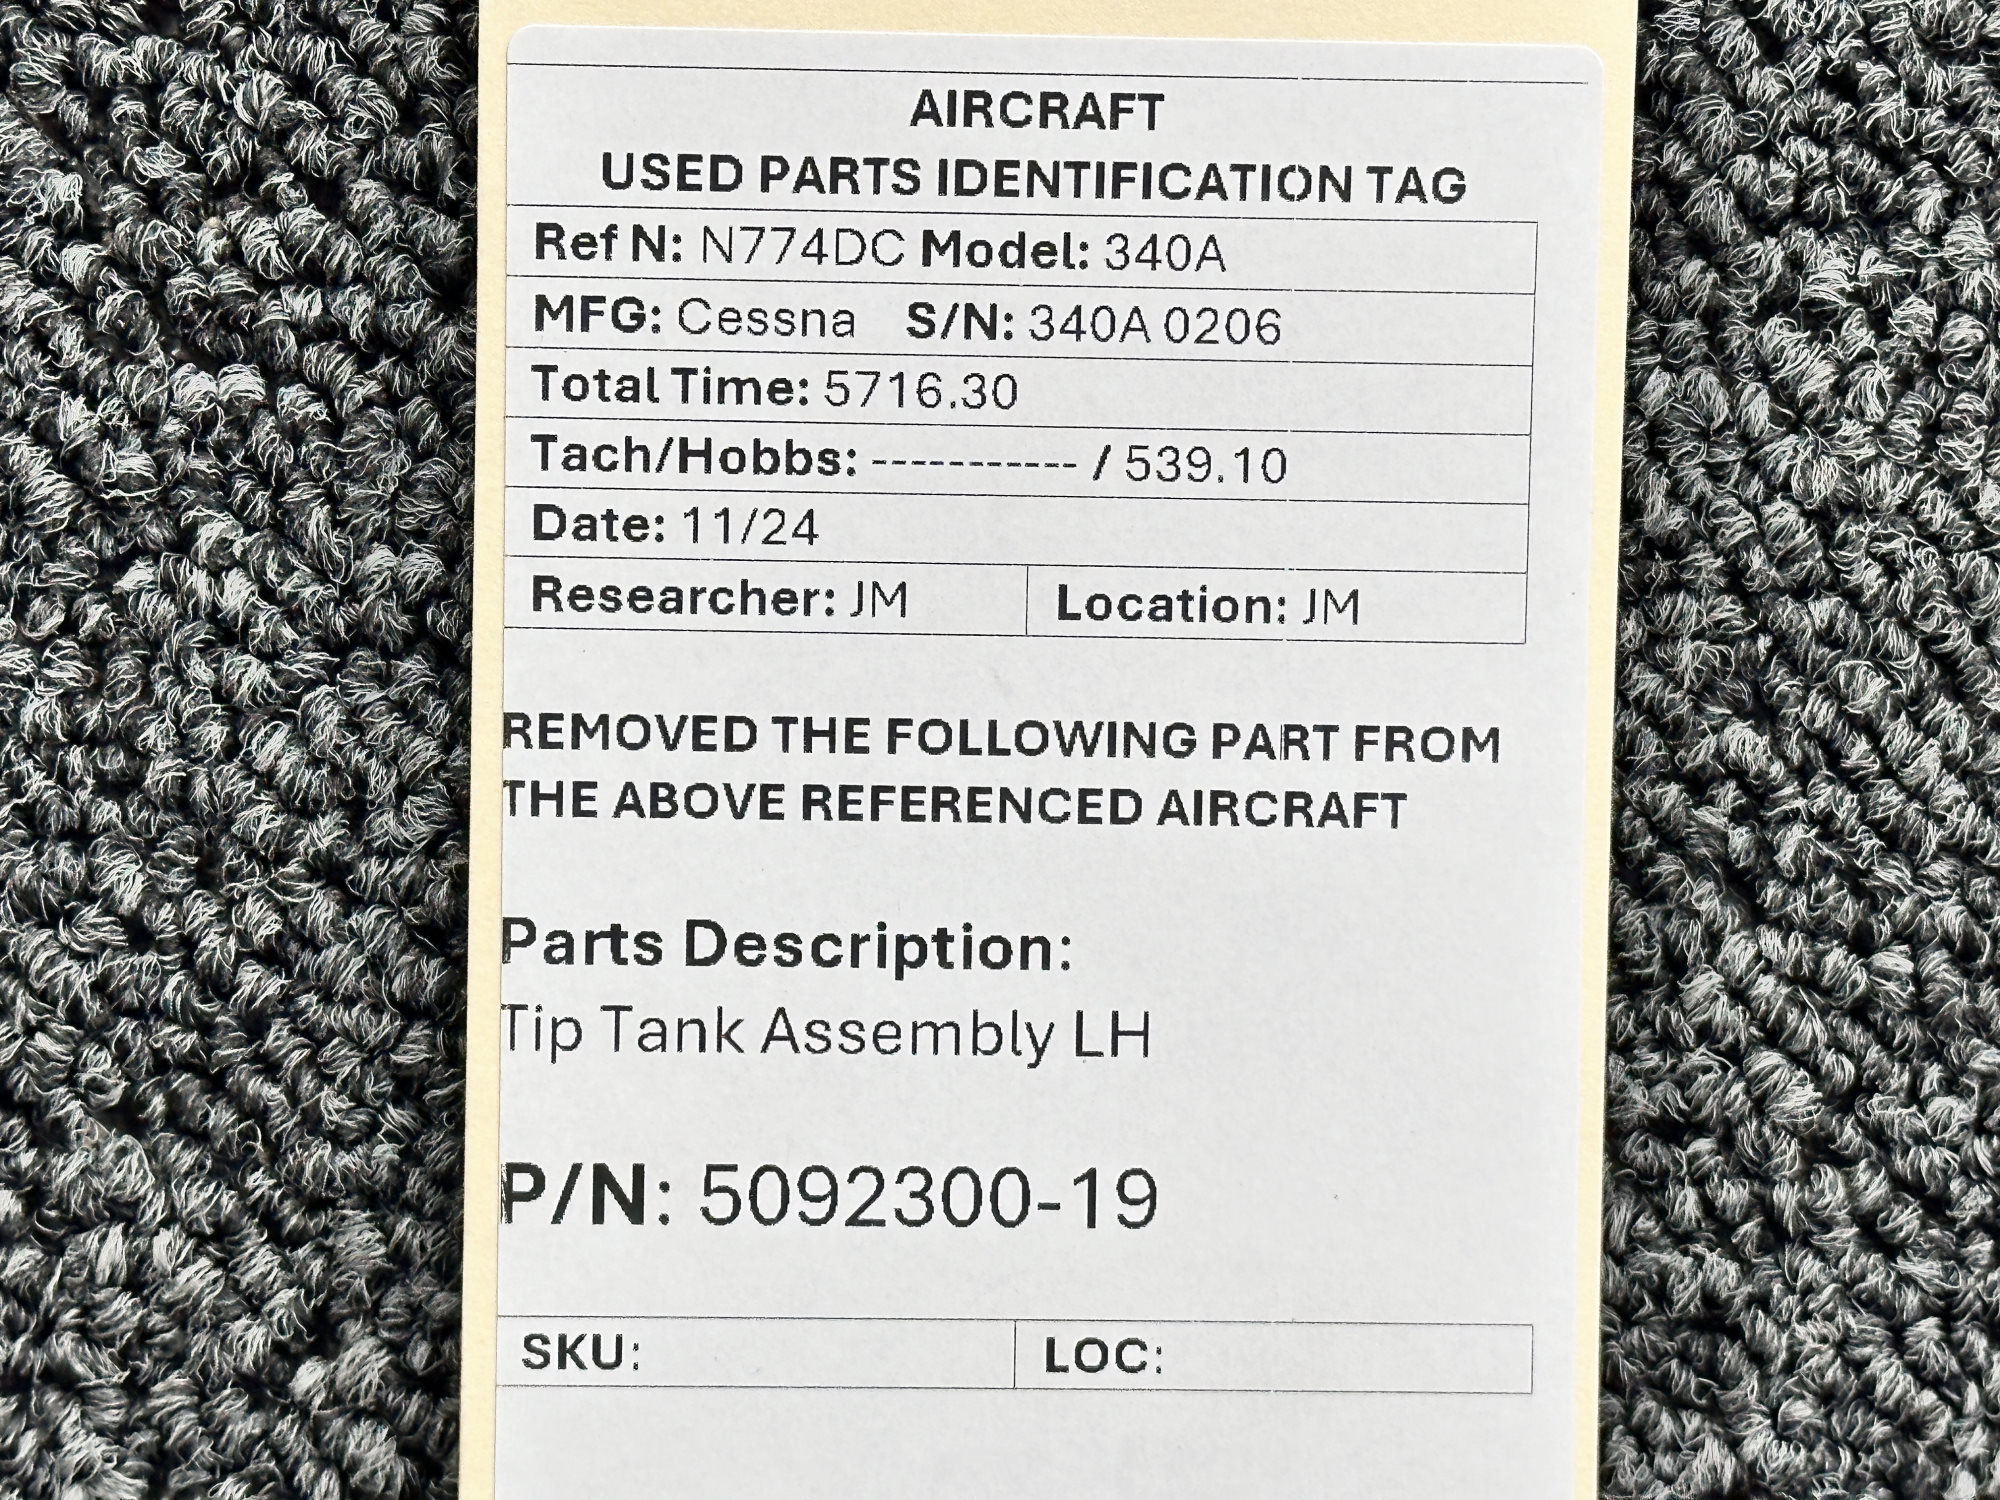 AIRCRAFT
USED PARTS IDENTIFICATION TAG
Ref N: N774DC Model: 340A
MFG: Cessna S/N: 340A 0206
Total Time: 5716.30
Tach/Hobbs: ----------- / 539.10
Date: 11/24
Researcher: JM Location: JM
REMOVED THE FOLLOWING PART FROM
THE ABOVE REFERENCED AIRCRAFT
Parts Description:
Tip Tank Assembly LH
P/N: 5092300-19
SKU: LOC: